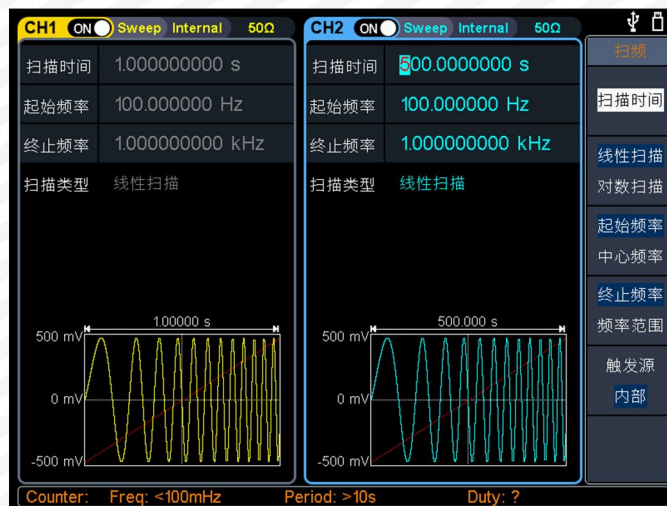 CH1 ON Sweep Internal 50Ω
扫描时间 1.000000000 s
起始频率 100.000000 Hz
终止频率 1.000000000 kHz
扫描类型 线性扫描
1.00000 s
500 mV
0 mV
-500 mV
CH2 ON Sweep Internal 50Ω
扫描时间 500.0000000 s
起始频率 100.000000 Hz
终止频率 1.000000000 kHz
扫描类型 线性扫描
500.000 s
500 mV
0 mV
-500 mV
扫频
扫描时间
线性扫描
对数扫描
起始频率
中心频率
终止频率
频率范围
触发源
内部
Counter: Freq: <100mHz Period: >10s Duty: ?